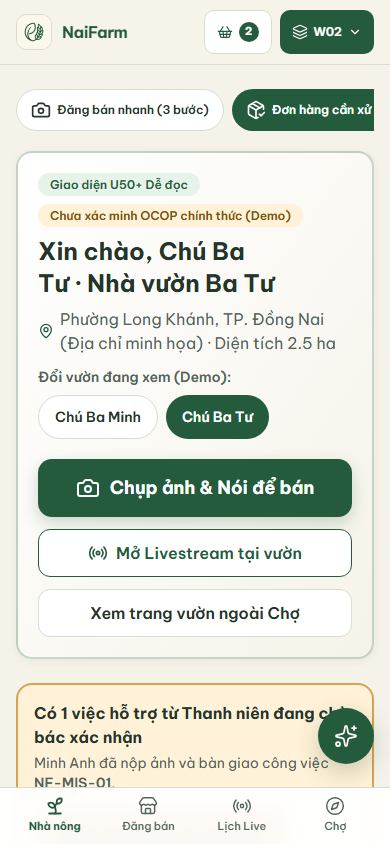 NaiFarm
2
W02
Đăng bán nhanh (3 bước)
Đơn hàng cần xử
Giao diện U50+ Dễ đọc
Chưa xác minh OCOP chính thức (Demo)
Xin chào, Chú Ba
Tư · Nhà vườn Ba Tư
Phường Long Khánh, TP. Đồng Nai
(Địa chỉ minh họa) · Diện tích 2.5 ha
Đổi vườn đang xem (Demo):
Chú Ba Minh
Chú Ba Tư
Chụp ảnh & Nói để bán
Mở Livestream tại vườn
Xem trang vườn ngoài Chợ
Có 1 việc hỗ trợ từ Thanh niên đang
bác xác nhận
Minh Anh đã nộp ảnh và bàn giao công việc
NF-MIS-01.
Nhà nông
Đăng bán
Lịch Live
Chợ